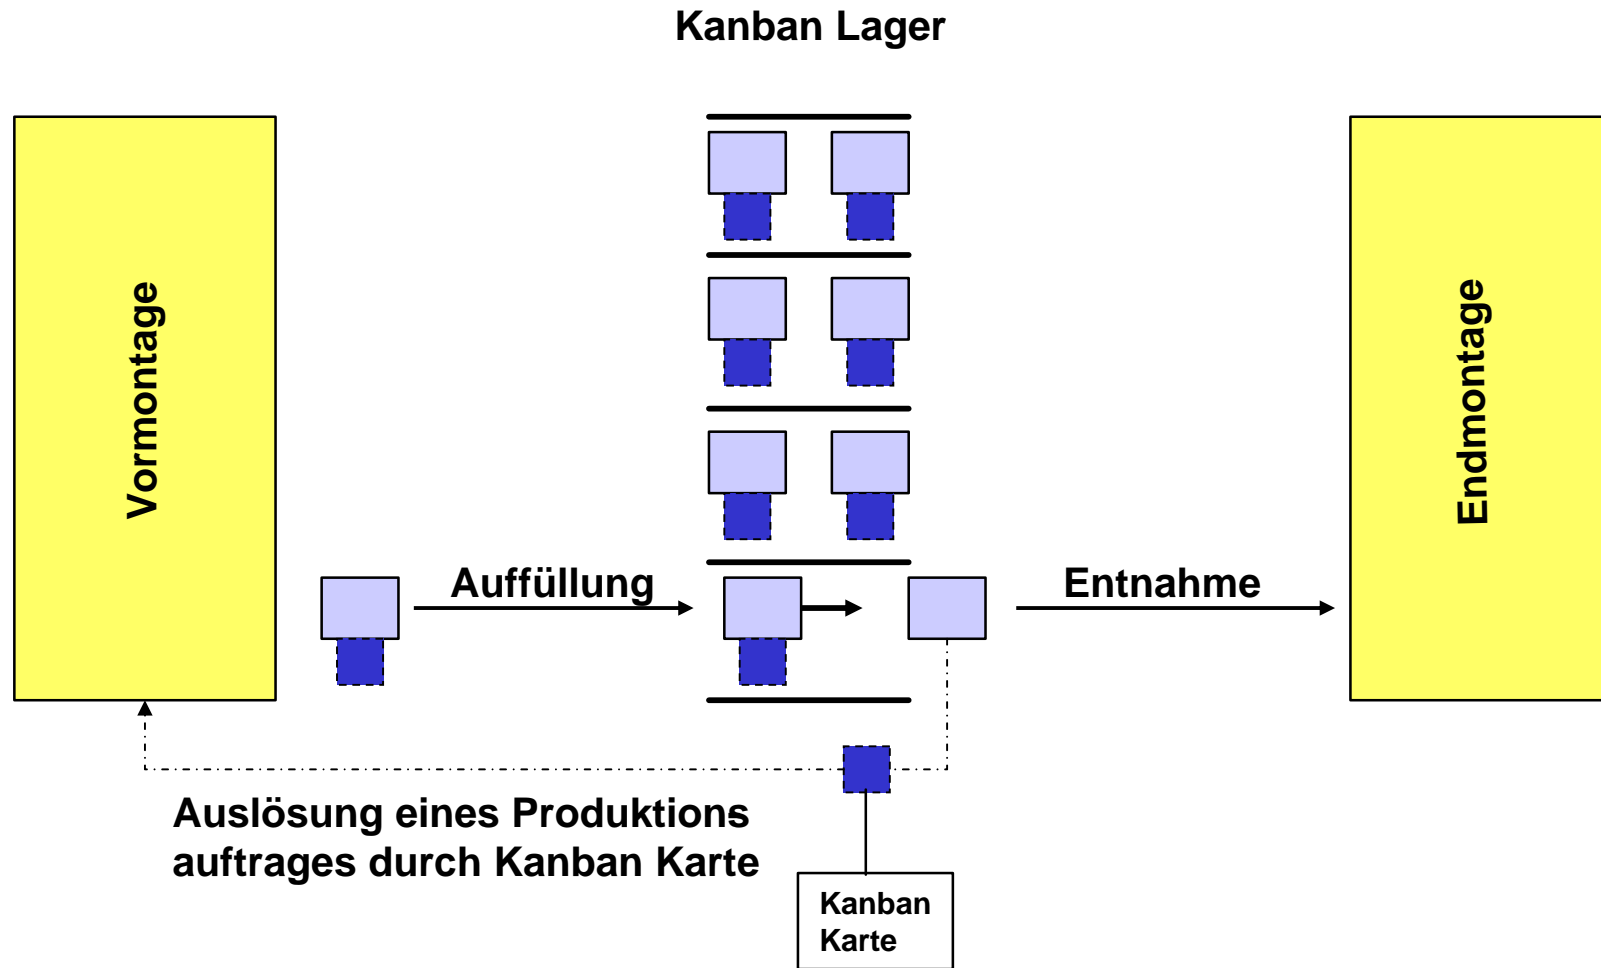 Kanban Lager
Vormontage
Endmontage
Auffüllung
Entnahme
Auslösung eines Produktions
auftrages durch Kanban Karte
Kanban
Karte